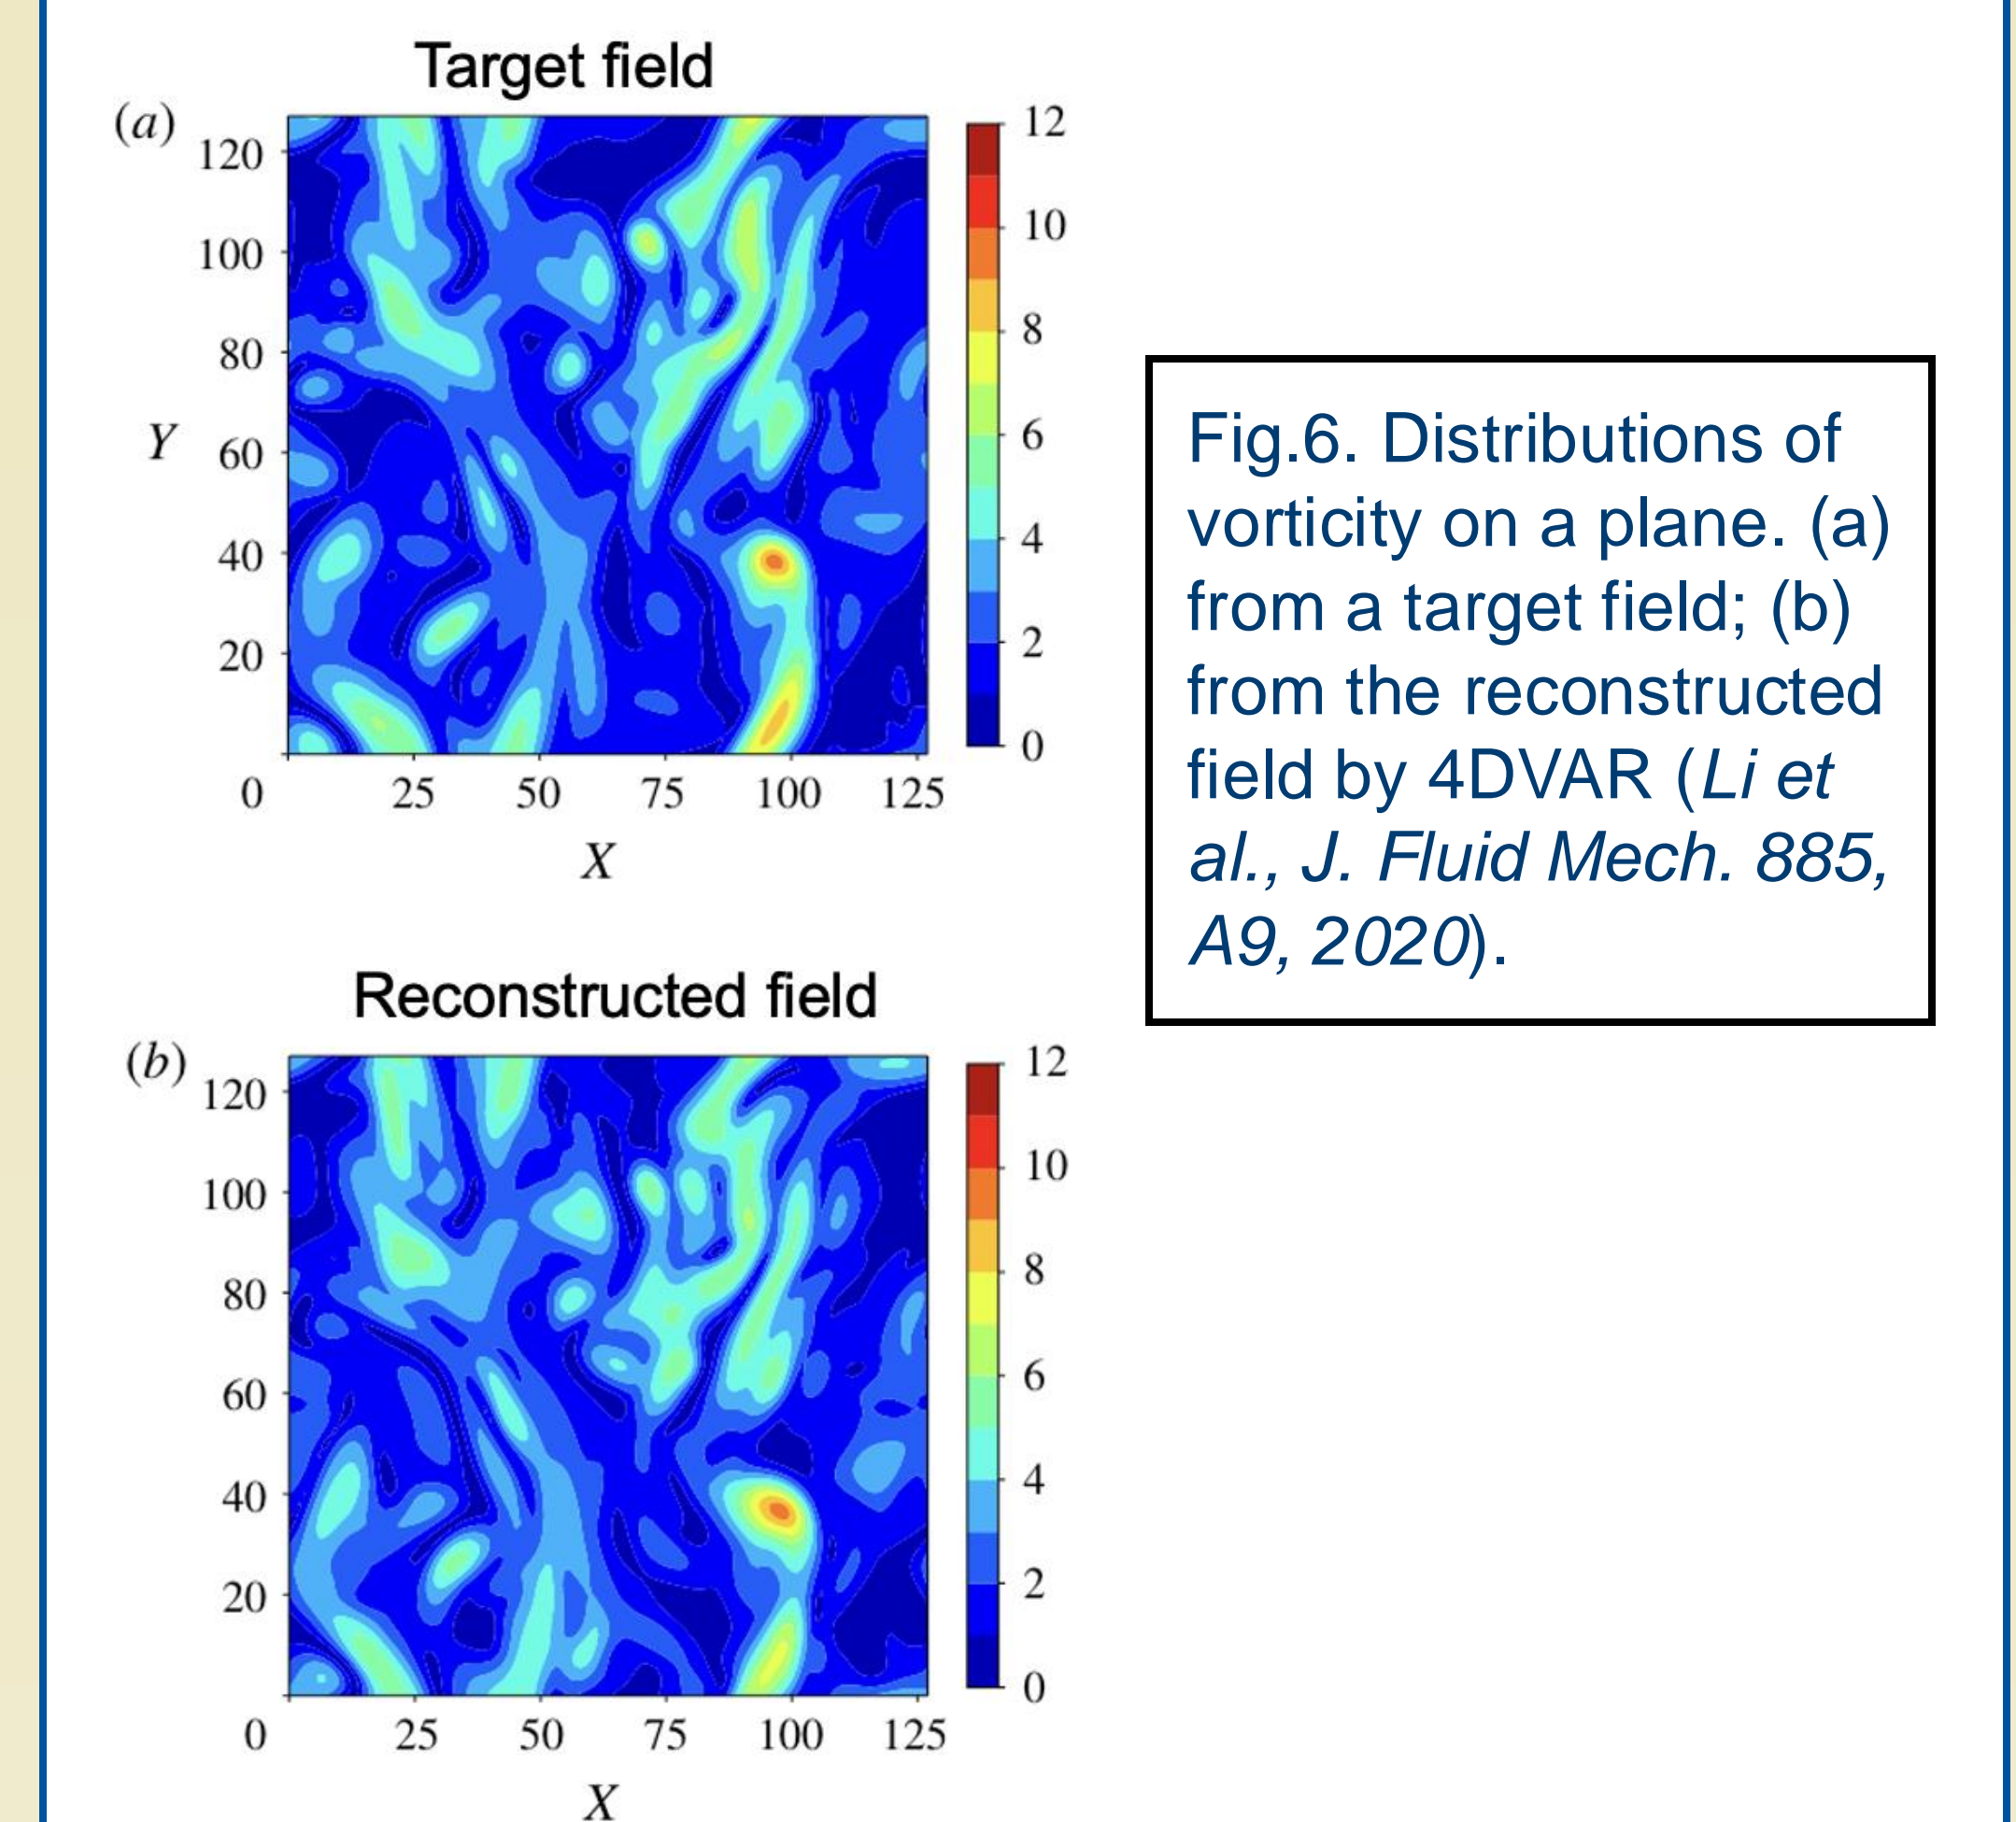 Target field
(a)
120
100
80
60
40
20
Y
0
25
50
75
100
125
X
12
10
8
6
4
2
0
Fig.6. Distributions of
vorticity on a plane. (a)
from a target field; (b)
from the reconstructed
field by 4DVAR (Li et
al., J. Fluid Mech. 885,
A9, 2020).
Reconstructed field
(b)
120
100
80
60
40
20
0
25
50
75
100
125
X
12
10
8
6
4
2
0